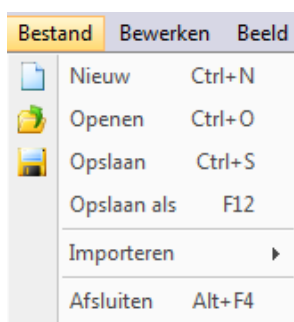 Bestand Bewerken Beeld
Nieuw Ctrl+N
Openen Ctrl+O
Opslaan Ctrl+S
Opslaan als F12
Importeren
Afsluiten Alt+F4